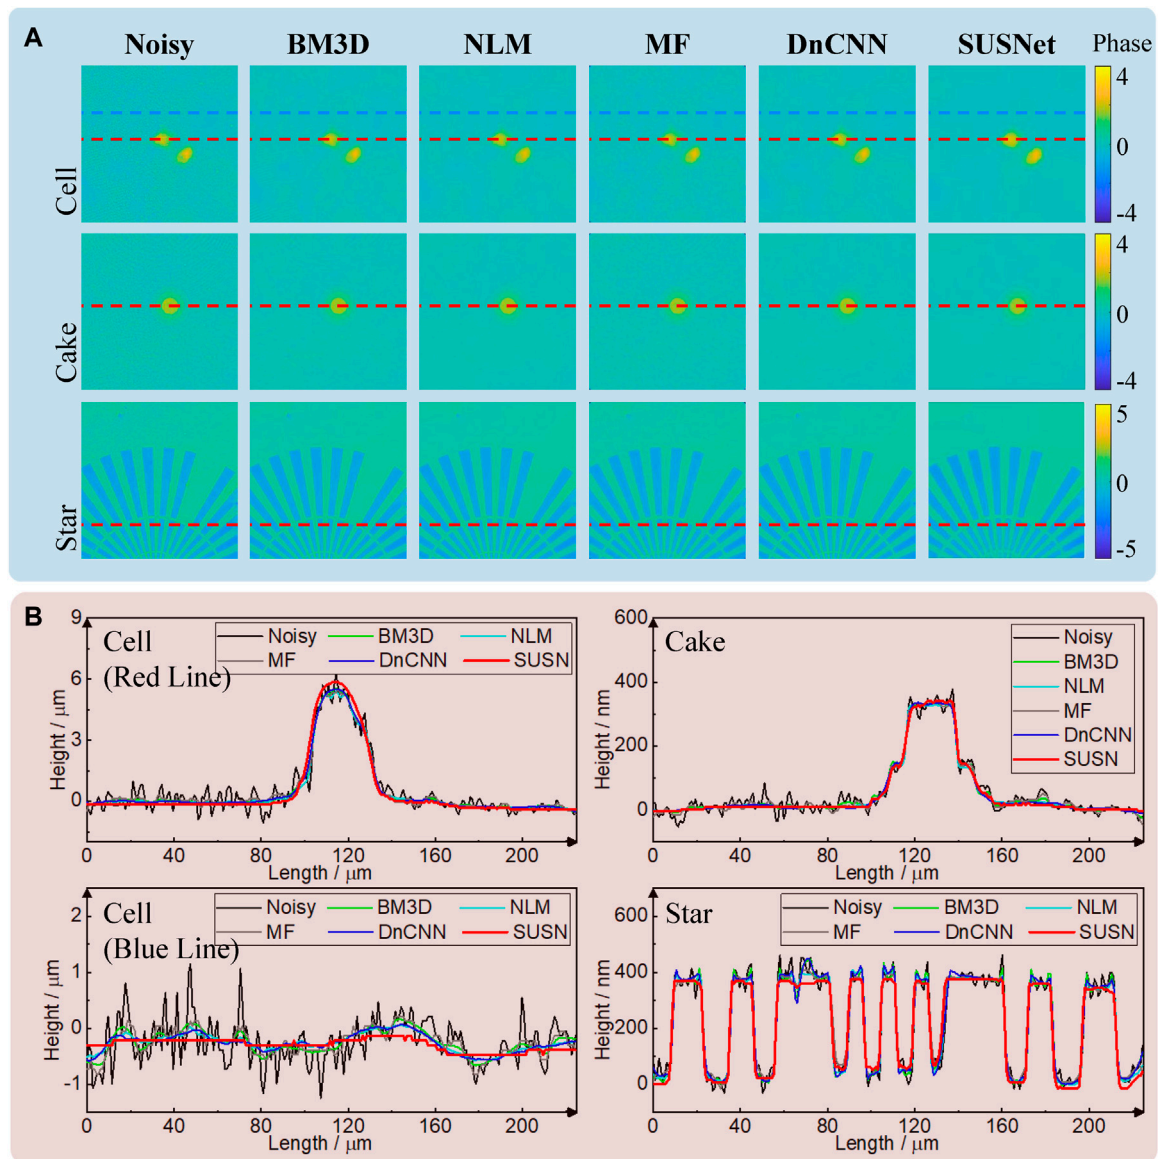 A
Noisy BM3D NLM MF DnCNN SUSNet Phase
4
0
-4
Cell
4
0
-4
Cake
5
0
-5
Star
B
9
6
3
0
Height / μm
Cell
(Red Line)
Noisy BM3D NLM
MF DnCNN SUSN
0 40 80 120 160 200
Length / μm
600
400
200
0
Height / nm
Cake
Noisy
BM3D
NLM
MF
DnCNN
SUSN
0 40 80 120 160 200
Length / μm
2
1
0
-1
Height / μm
Cell
(Blue Line)
Noisy BM3D NLM
MF DnCNN SUSN
0 40 80 120 160 200
Length / μm
600
400
200
0
Height / nm
Star
Noisy BM3D NLM
MF DnCNN SUSN
0 40 80 120 160 200
Length / μm